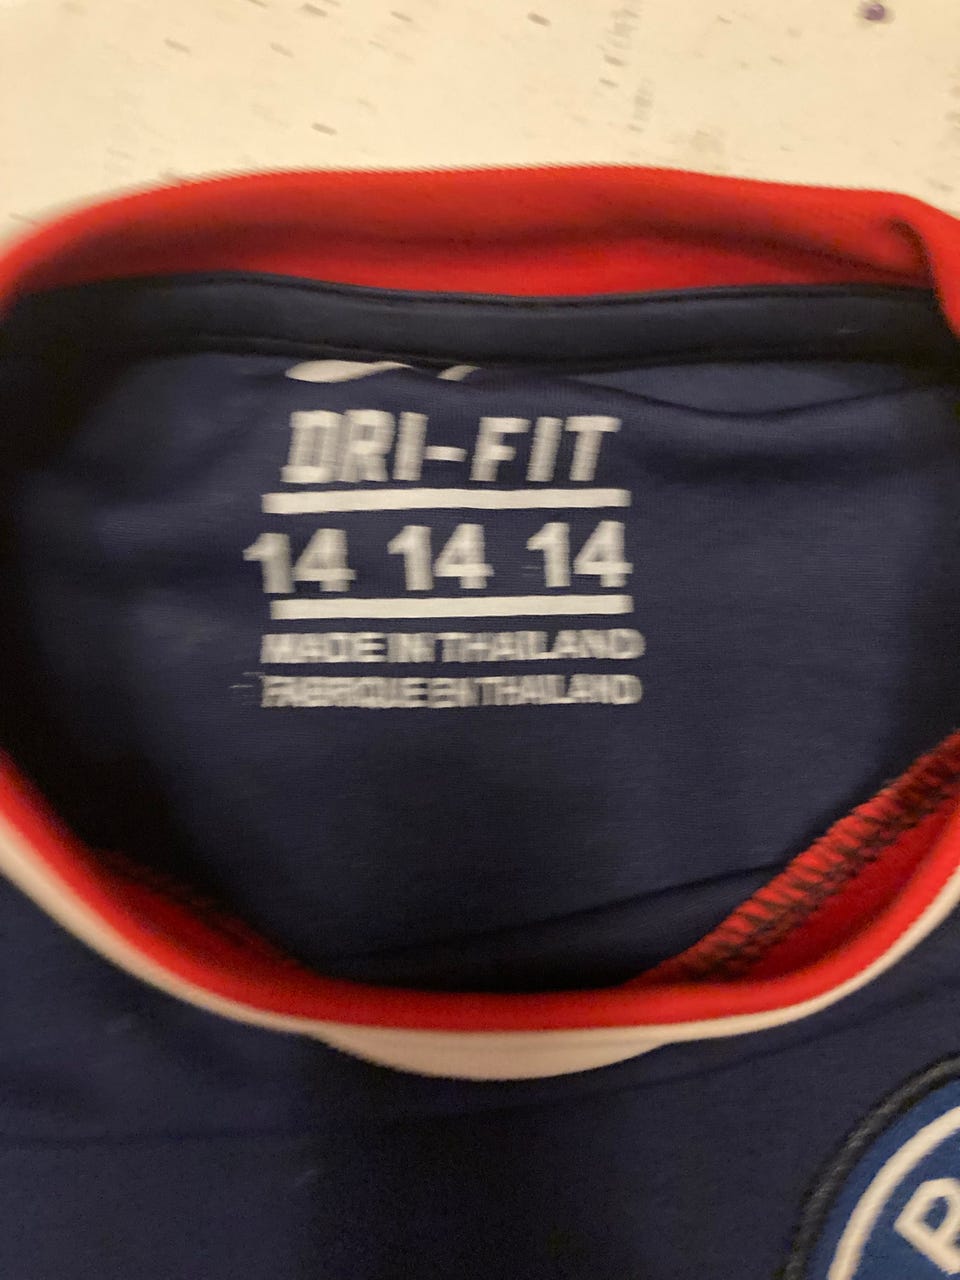 DRI-FIT
14 14 14
MADE IN THAILAND
FABRIQUE EN THAILAND
P